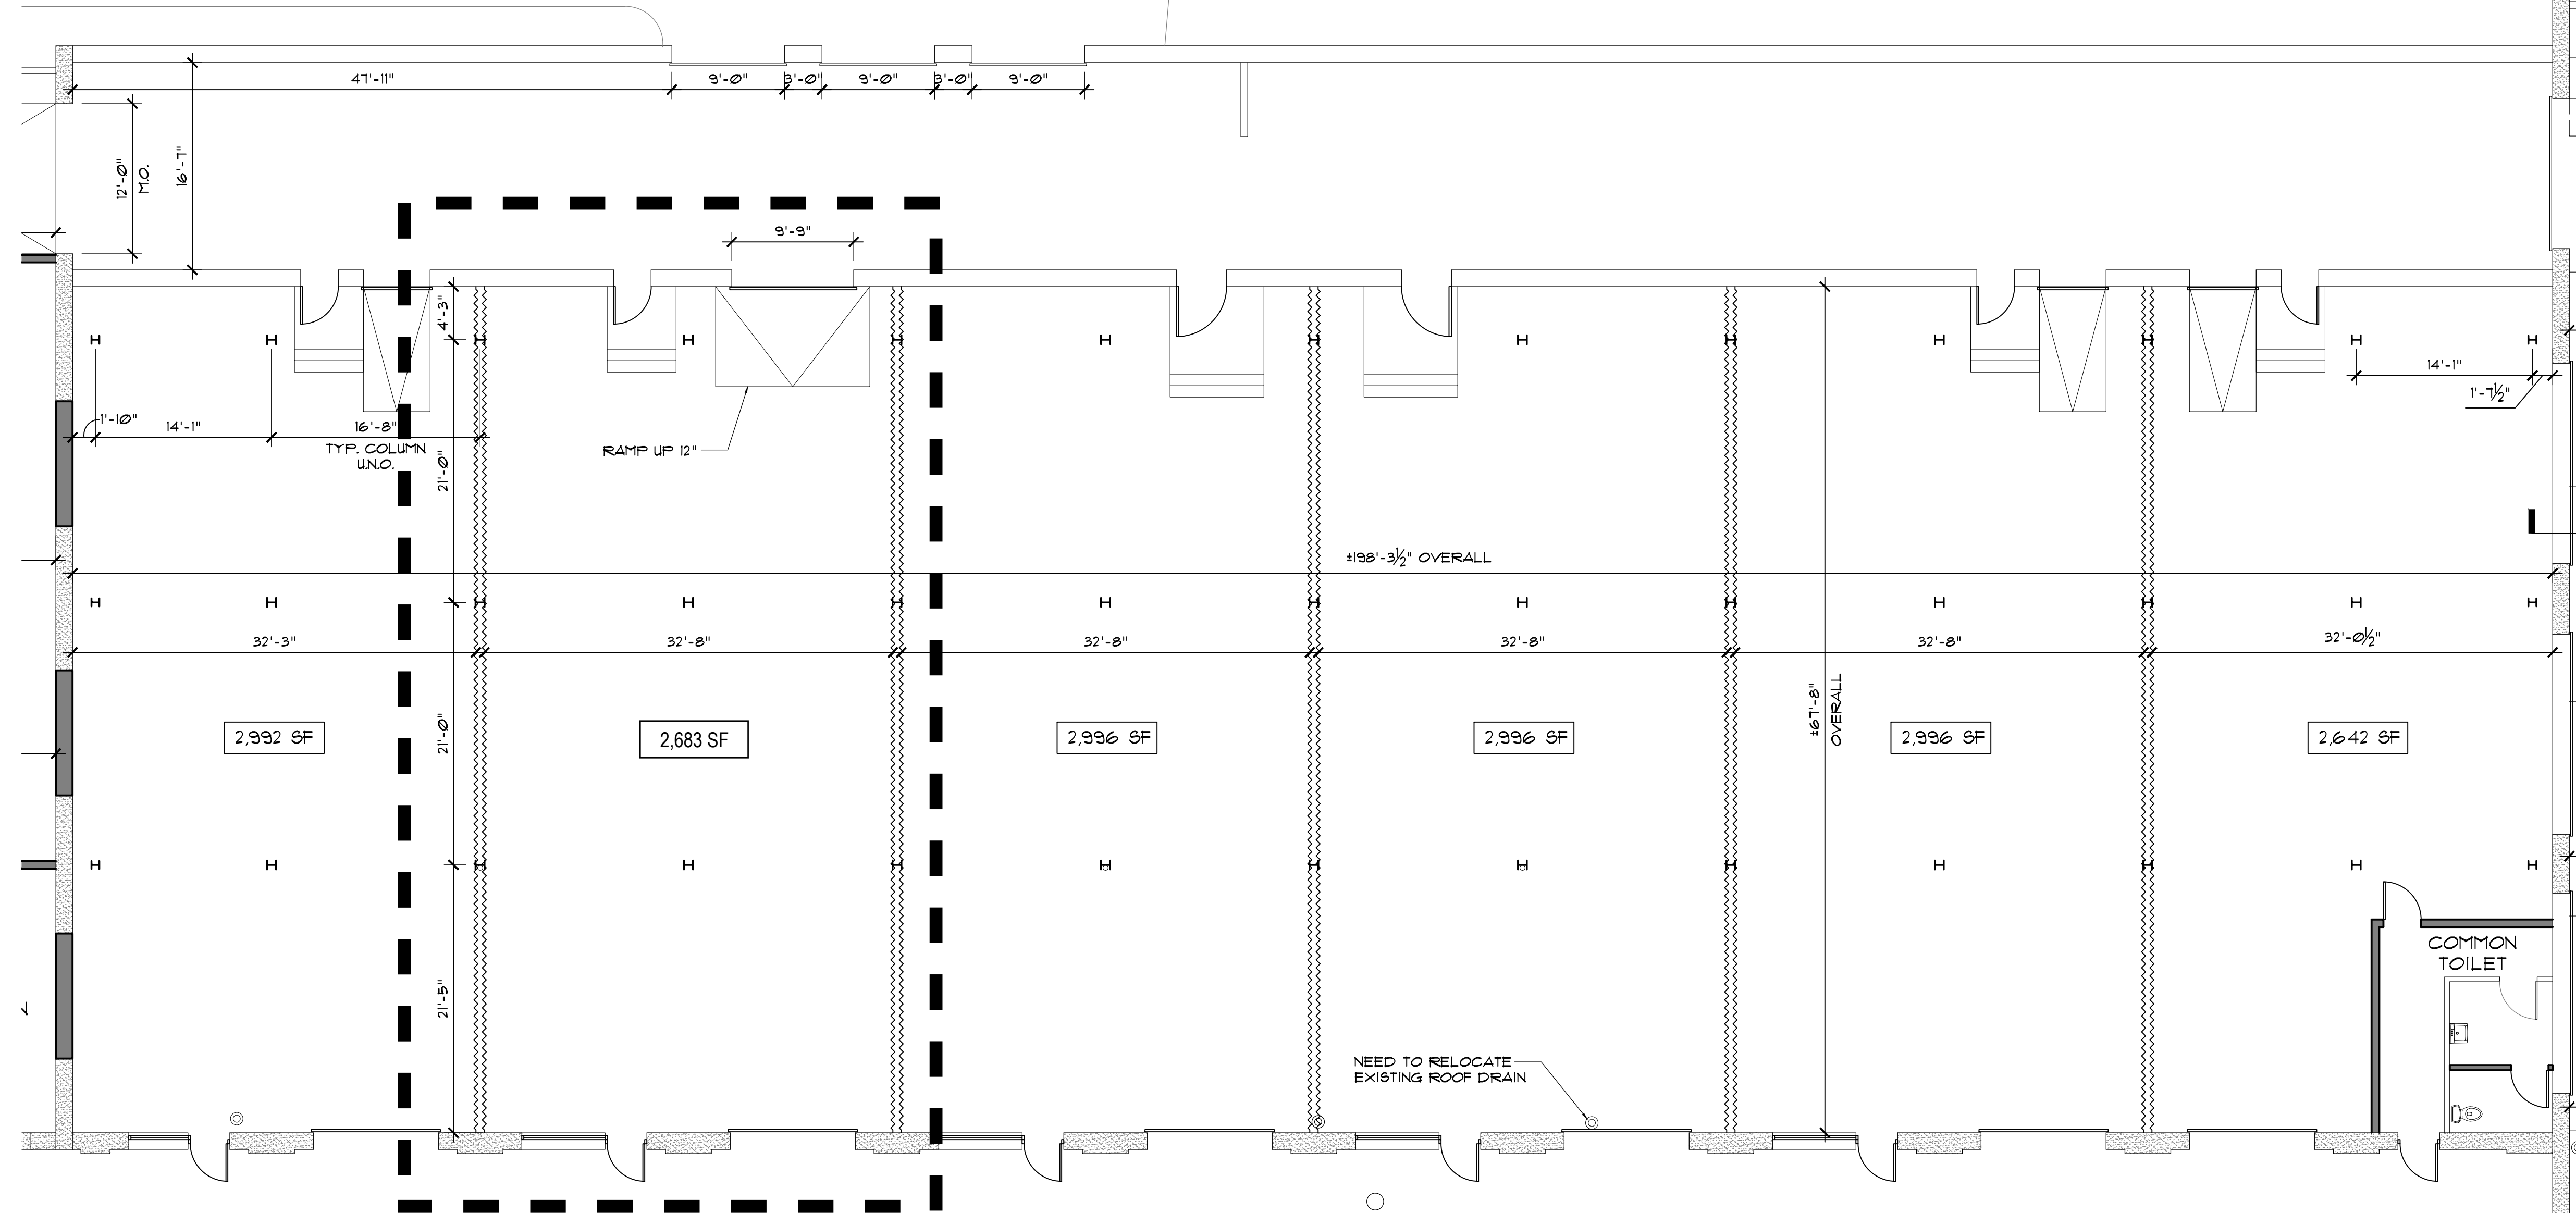 47'-11" 9'-0" 3'-0" 9'-0" 3'-0" 9'-0"
12'-0"
M.O.
16'-7"
9'-9"
4'-3"
1'-10" 14'-1" 16'-8"
TYP. COLUMN
U.N.O.
RAMP UP 12"
14'-1"
1'-7½"
21'-0"
±198'-3½" OVERALL
32'-3" 32'-8" 32'-8" 32'-8" 32'-8" 32'-0½"
±67'-8"
OVERALL
21'-0"
2,992 SF 2,683 SF 2,996 SF 2,996 SF 2,996 SF 2,642 SF
COMMON
TOILET
21'-5"
NEED TO RELOCATE
EXISTING ROOF DRAIN